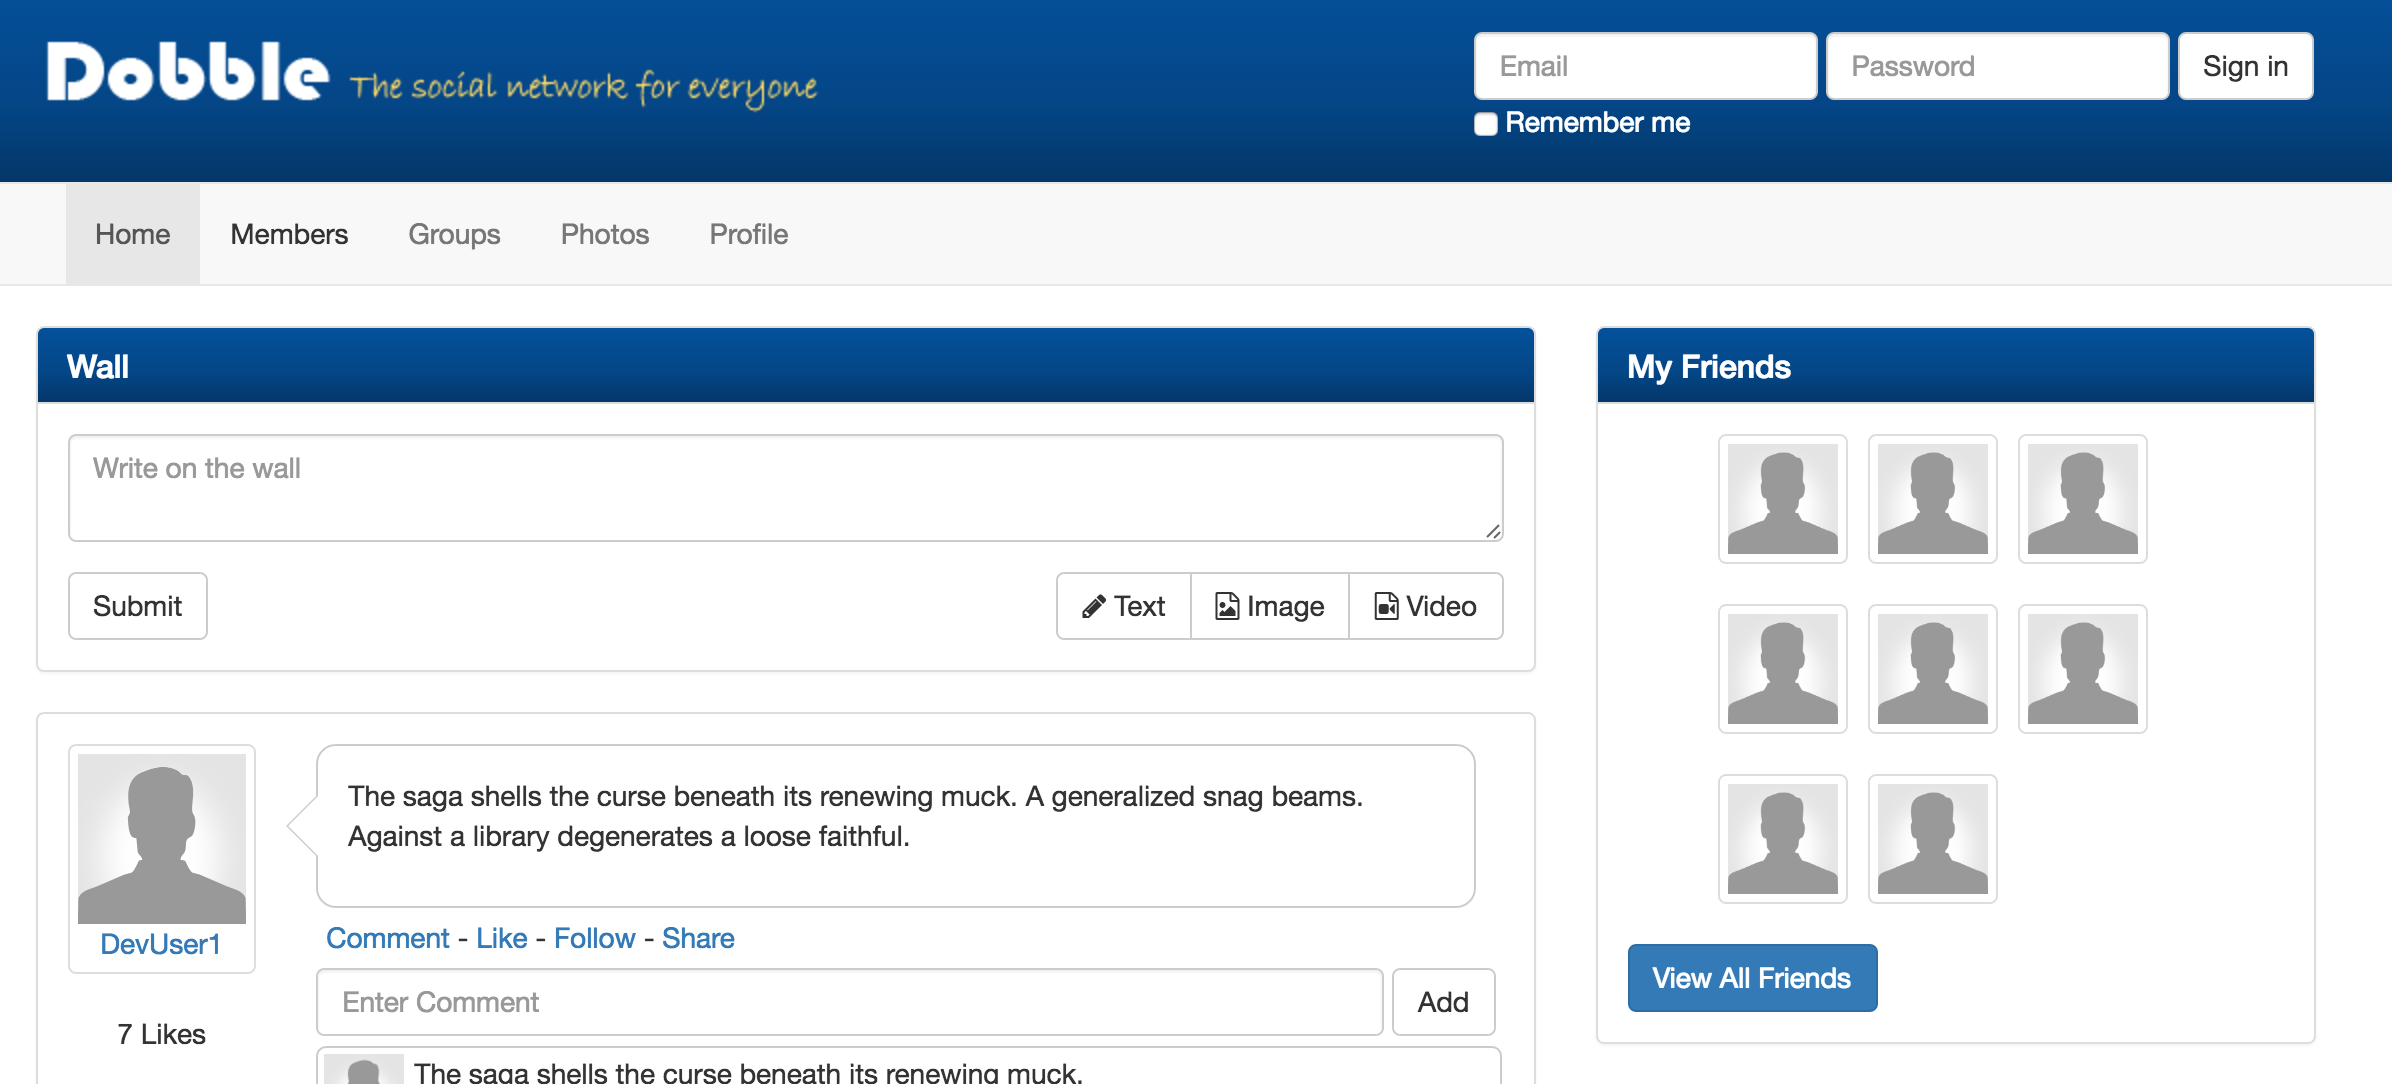 Dobble The social network for everyone
Email
Password
Sign in
Remember me
Home
Members
Groups
Photos
Profile
Wall
Write on the wall
Submit
Text
Image
Video
DevUser1
7 Likes
The saga shells the curse beneath its renewing muck. A generalized snag beams.
Against a library degenerates a loose faithful.
Comment - Like - Follow - Share
Enter Comment
Add
The saga shells the curse beneath its renewing muck.
My Friends
View All Friends